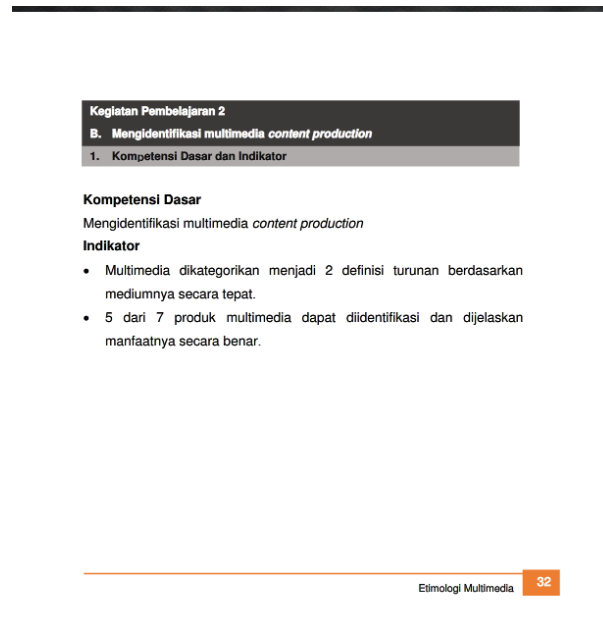 Kegiatan Pembelajaran 2
B. Mengidentifikasi multimedia content production
1. Kompetensi Dasar dan Indikator
Kompetensi Dasar
Mengidentifikasi multimedia content production
Indikator
• Multimedia dikategorikan menjadi 2 definisi turunan berdasarkan
mediumnya secara tepat.
• 5 dari 7 produk multimedia dapat diidentifikasi dan dijelaskan
manfaatnya secara benar.
Etimologi Multimedia 32